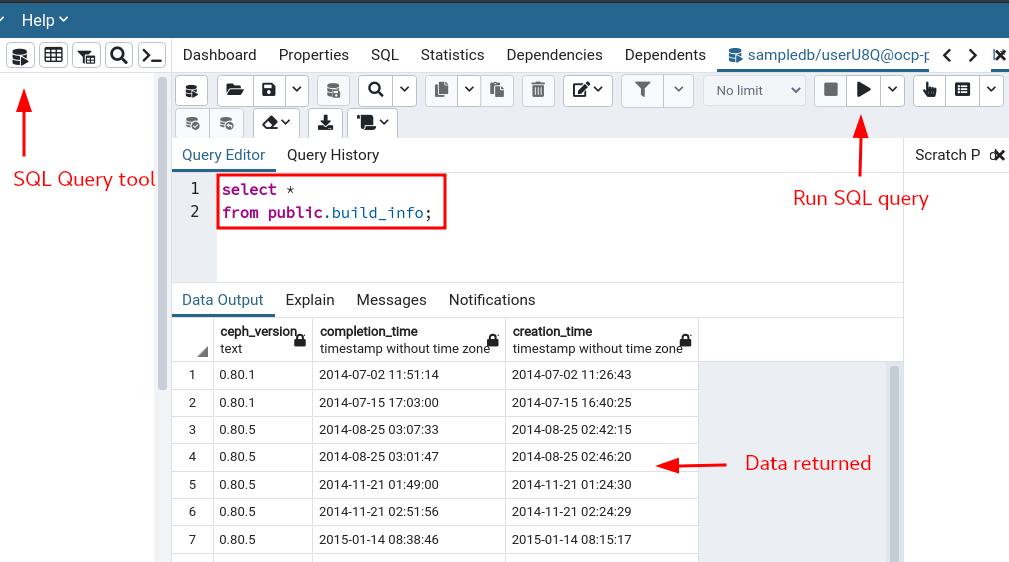 Help
Dashboard Properties SQL Statistics Dependencies Dependents sampledb/userU8Q@ocp-p
No limit
SQL Query tool
Query Editor Query History
Scratch P
Run SQL query
1 select *
2 from public.build_info;
Data Output Explain Messages Notifications
ceph_version completion_time creation_time
text timestamp without time zone timestamp without time zone
1 0.80.1 2014-07-02 11:51:14 2014-07-02 11:26:43
2 0.80.1 2014-07-15 17:03:00 2014-07-15 16:40:25
3 0.80.5 2014-08-25 03:07:33 2014-08-25 02:42:15
4 0.80.5 2014-08-25 03:01:47 2014-08-25 02:46:20
Data returned
5 0.80.5 2014-11-21 01:49:00 2014-11-21 01:24:30
6 0.80.5 2014-11-21 02:51:56 2014-11-21 02:24:29
7 0.80.5 2015-01-14 08:38:46 2015-01-14 08:15:17